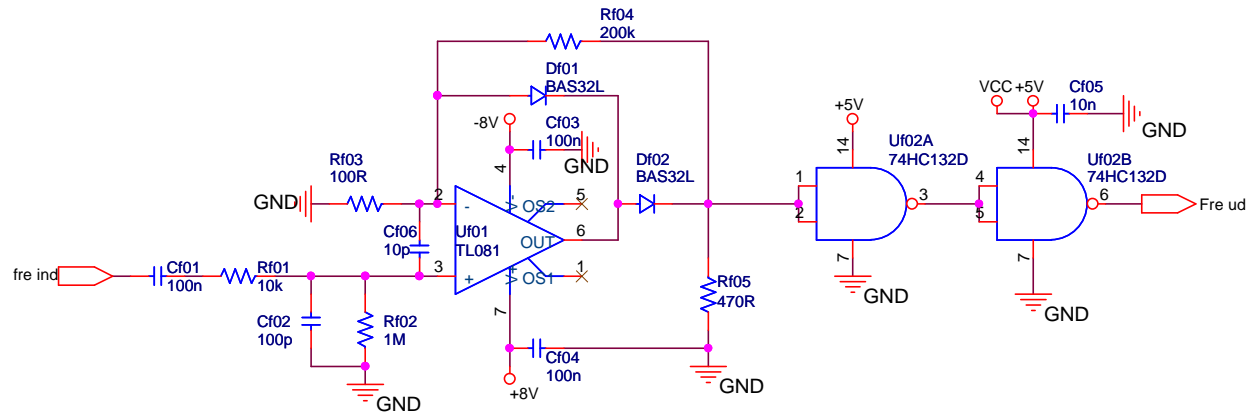 Rf04
200k
Df01
BAS32L
-8V
Cf03
100n
GND
4
V-
Rf03
100R
GND
2
-
OS2
5
Cf06
10p
Uf01
TL081
OUT
6
fre ind
Cf01
100n
Rf01
10k
3
+
V+
OS1
1
Cf02
100p
Rf02
1M
GND
7
Cf04
100n
+8V
Df02
BAS32L
Rf05
470R
GND
+5V
14
Uf02A
74HC132D
1
2
3
7
GND
VCC
+5V
Cf05
10n
GND
14
Uf02B
74HC132D
4
5
6
Fre ud
7
GND